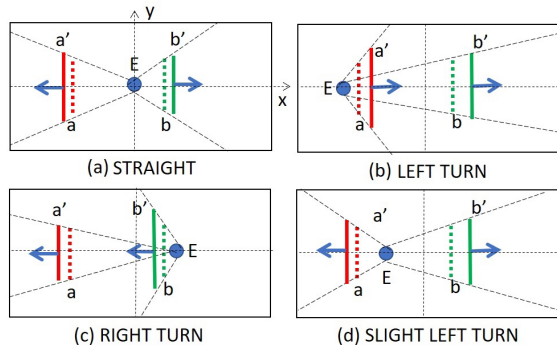 y
a' b'
E
x
a b
(a) STRAIGHT
a' b'
E
a b
(b) LEFT TURN
a' b'
E
a b
(c) RIGHT TURN
a' b'
E
a b
(d) SLIGHT LEFT TURN